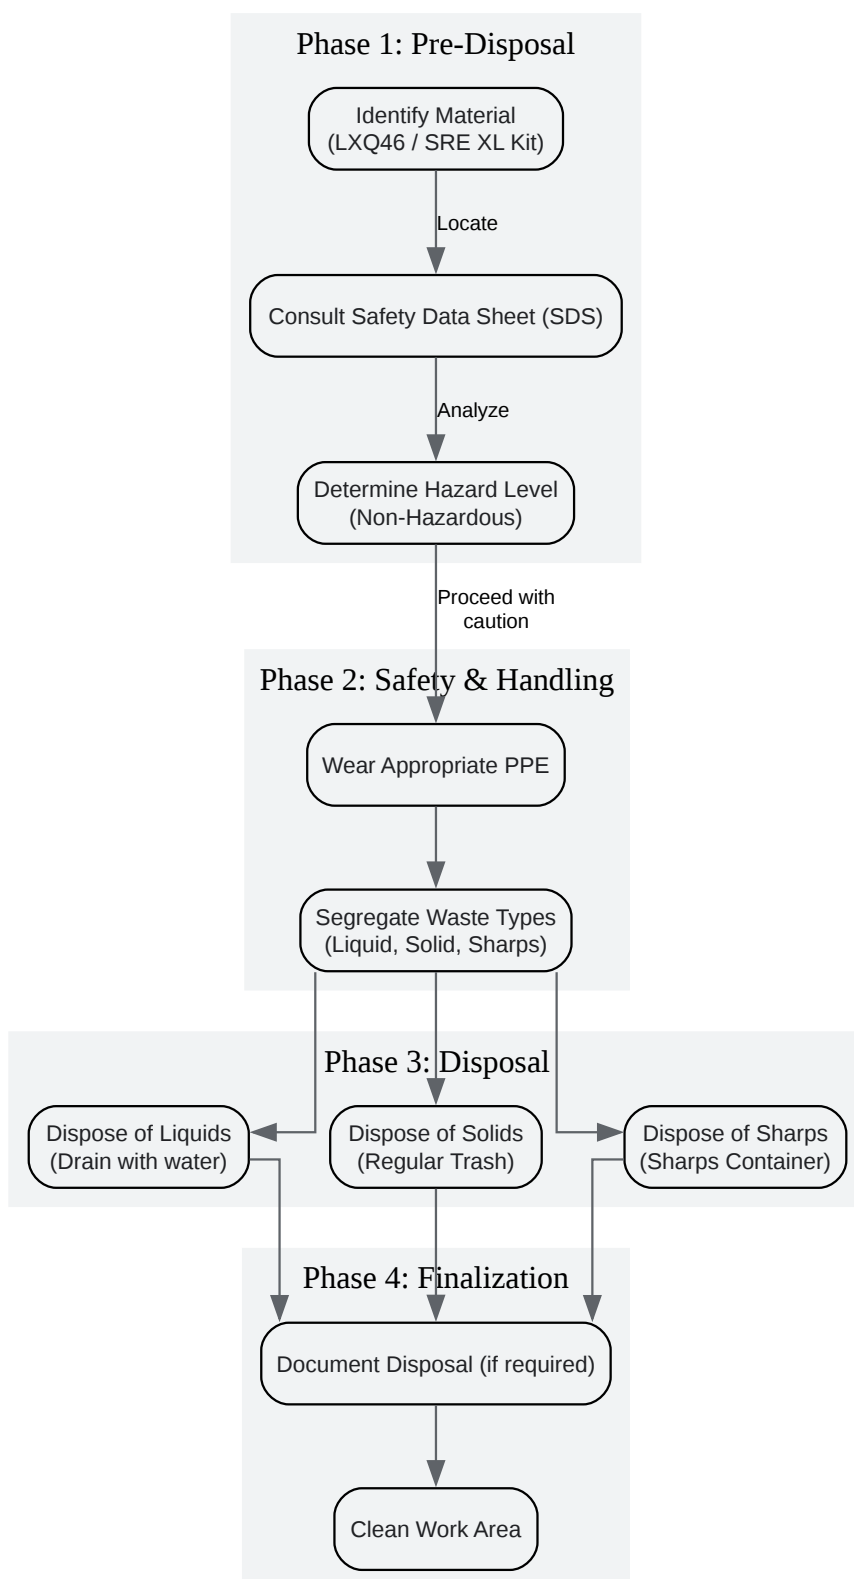 Phase 1: Pre-Disposal
Identify Material
(LXQ46 / SRE XL Kit)
Locate
Consult Safety Data Sheet (SDS)
Analyze
Determine Hazard Level
(Non-Hazardous)
Proceed with
caution
Phase 2: Safety & Handling
Wear Appropriate PPE
Segregate Waste Types
(Liquid, Solid, Sharps)
Phase 3: Disposal
Dispose of Liquids
(Drain with water)
Dispose of Solids
(Regular Trash)
Dispose of Sharps
(Sharps Container)
Phase 4: Finalization
Document Disposal (if required)
Clean Work Area